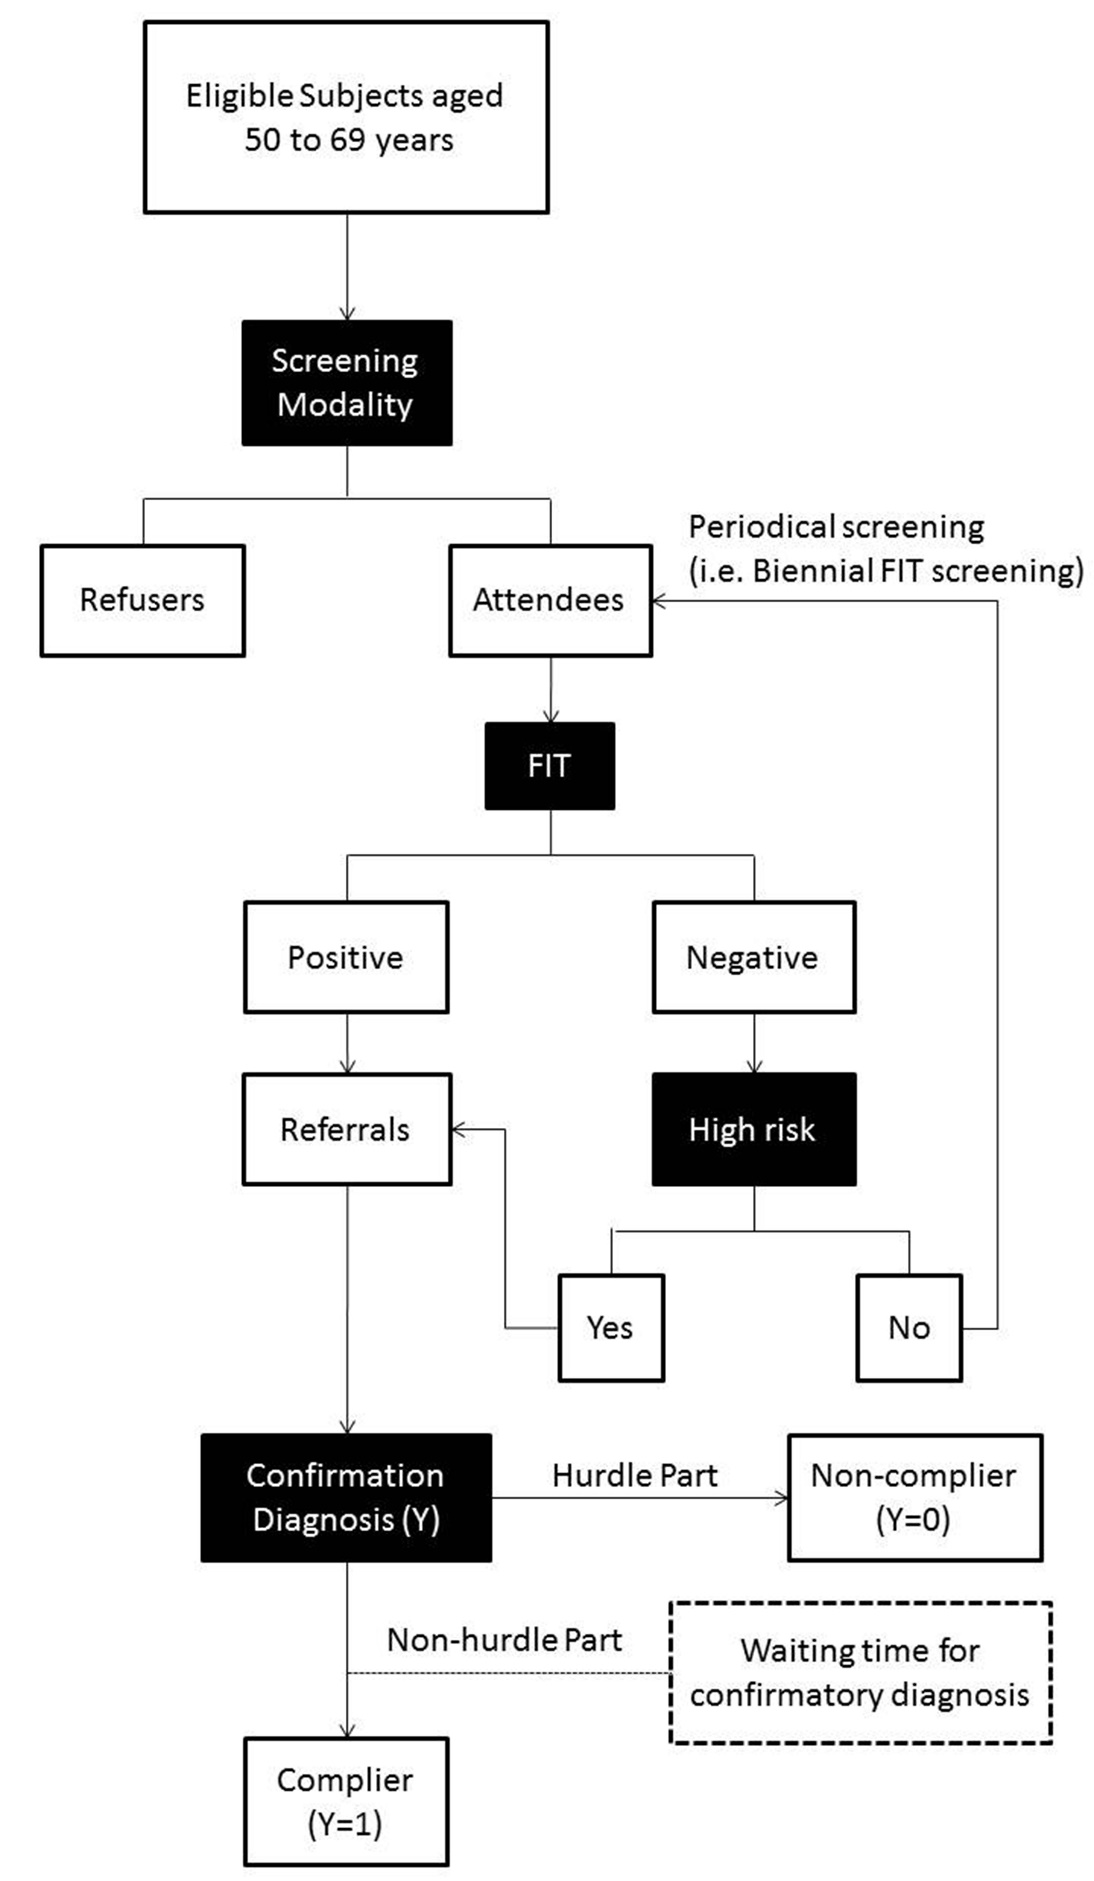 Eligible Subjects aged
50 to 69 years
Screening
Modality
Refusers
Attendees
Periodical screening
(i.e. Biennial FIT screening)
FIT
Positive
Negative
Referrals
High risk
Yes
No
Confirmation
Diagnosis (Y)
Hurdle Part
Non-complier
(Y=0)
Non-hurdle Part
Waiting time for
confirmatory diagnosis
Complier
(Y=1)